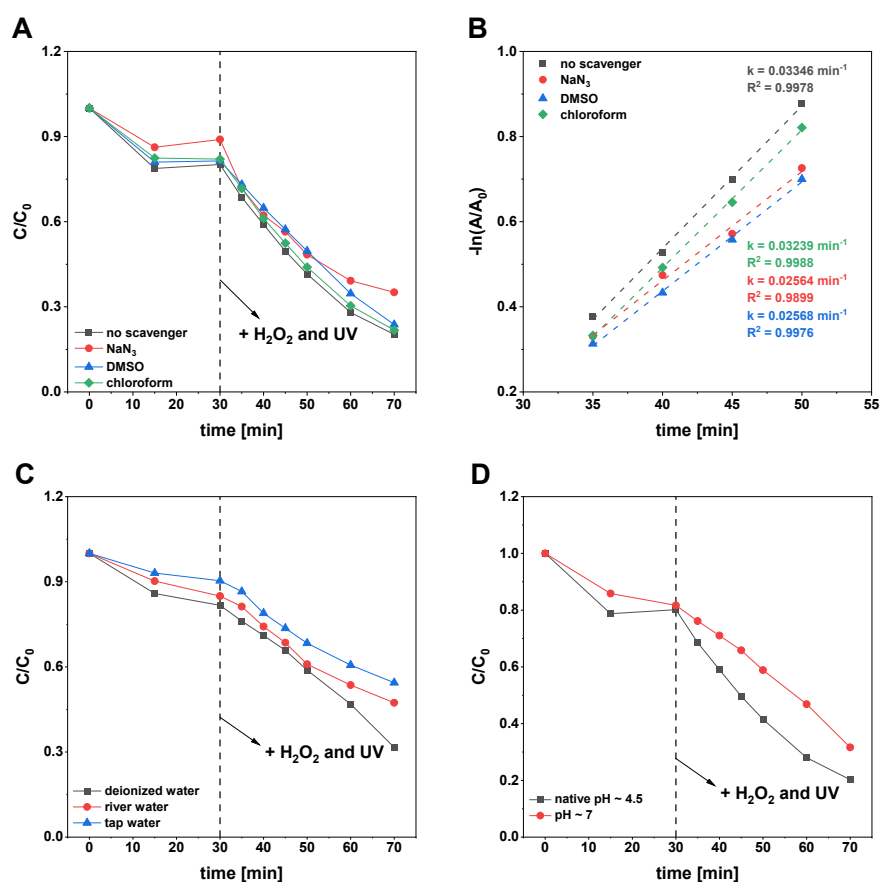 A
1.2
0.9
0.6
0.3
0.0
C/C₀
no scavenger
NaN₃
DMSO
chloroform
+ H₂O₂ and UV
0 10 20 30 40 50 60 70
time [min]
B
-1.0
0.8
0.6
0.4
0.2
-ln(A/A₀)
no scavenger
NaN₃
DMSO
chloroform
k = 0.03346 min⁻¹
R² = 0.9978
k = 0.03239 min⁻¹
R² = 0.9988
k = 0.02564 min⁻¹
R² = 0.9899
k = 0.02568 min⁻¹
R² = 0.9976
30 35 40 45 50 55
time [min]
C
1.2
0.9
0.6
0.3
0.0
C/C₀
+ H₂O₂ and UV
deionized water
river water
tap water
0 10 20 30 40 50 60 70
time [min]
D
1.2
1.0
0.8
0.6
0.4
0.2
0.0
C/C₀
+ H₂O₂ and UV
native pH ~ 4.5
pH ~ 7
0 10 20 30 40 50 60 70
time [min]